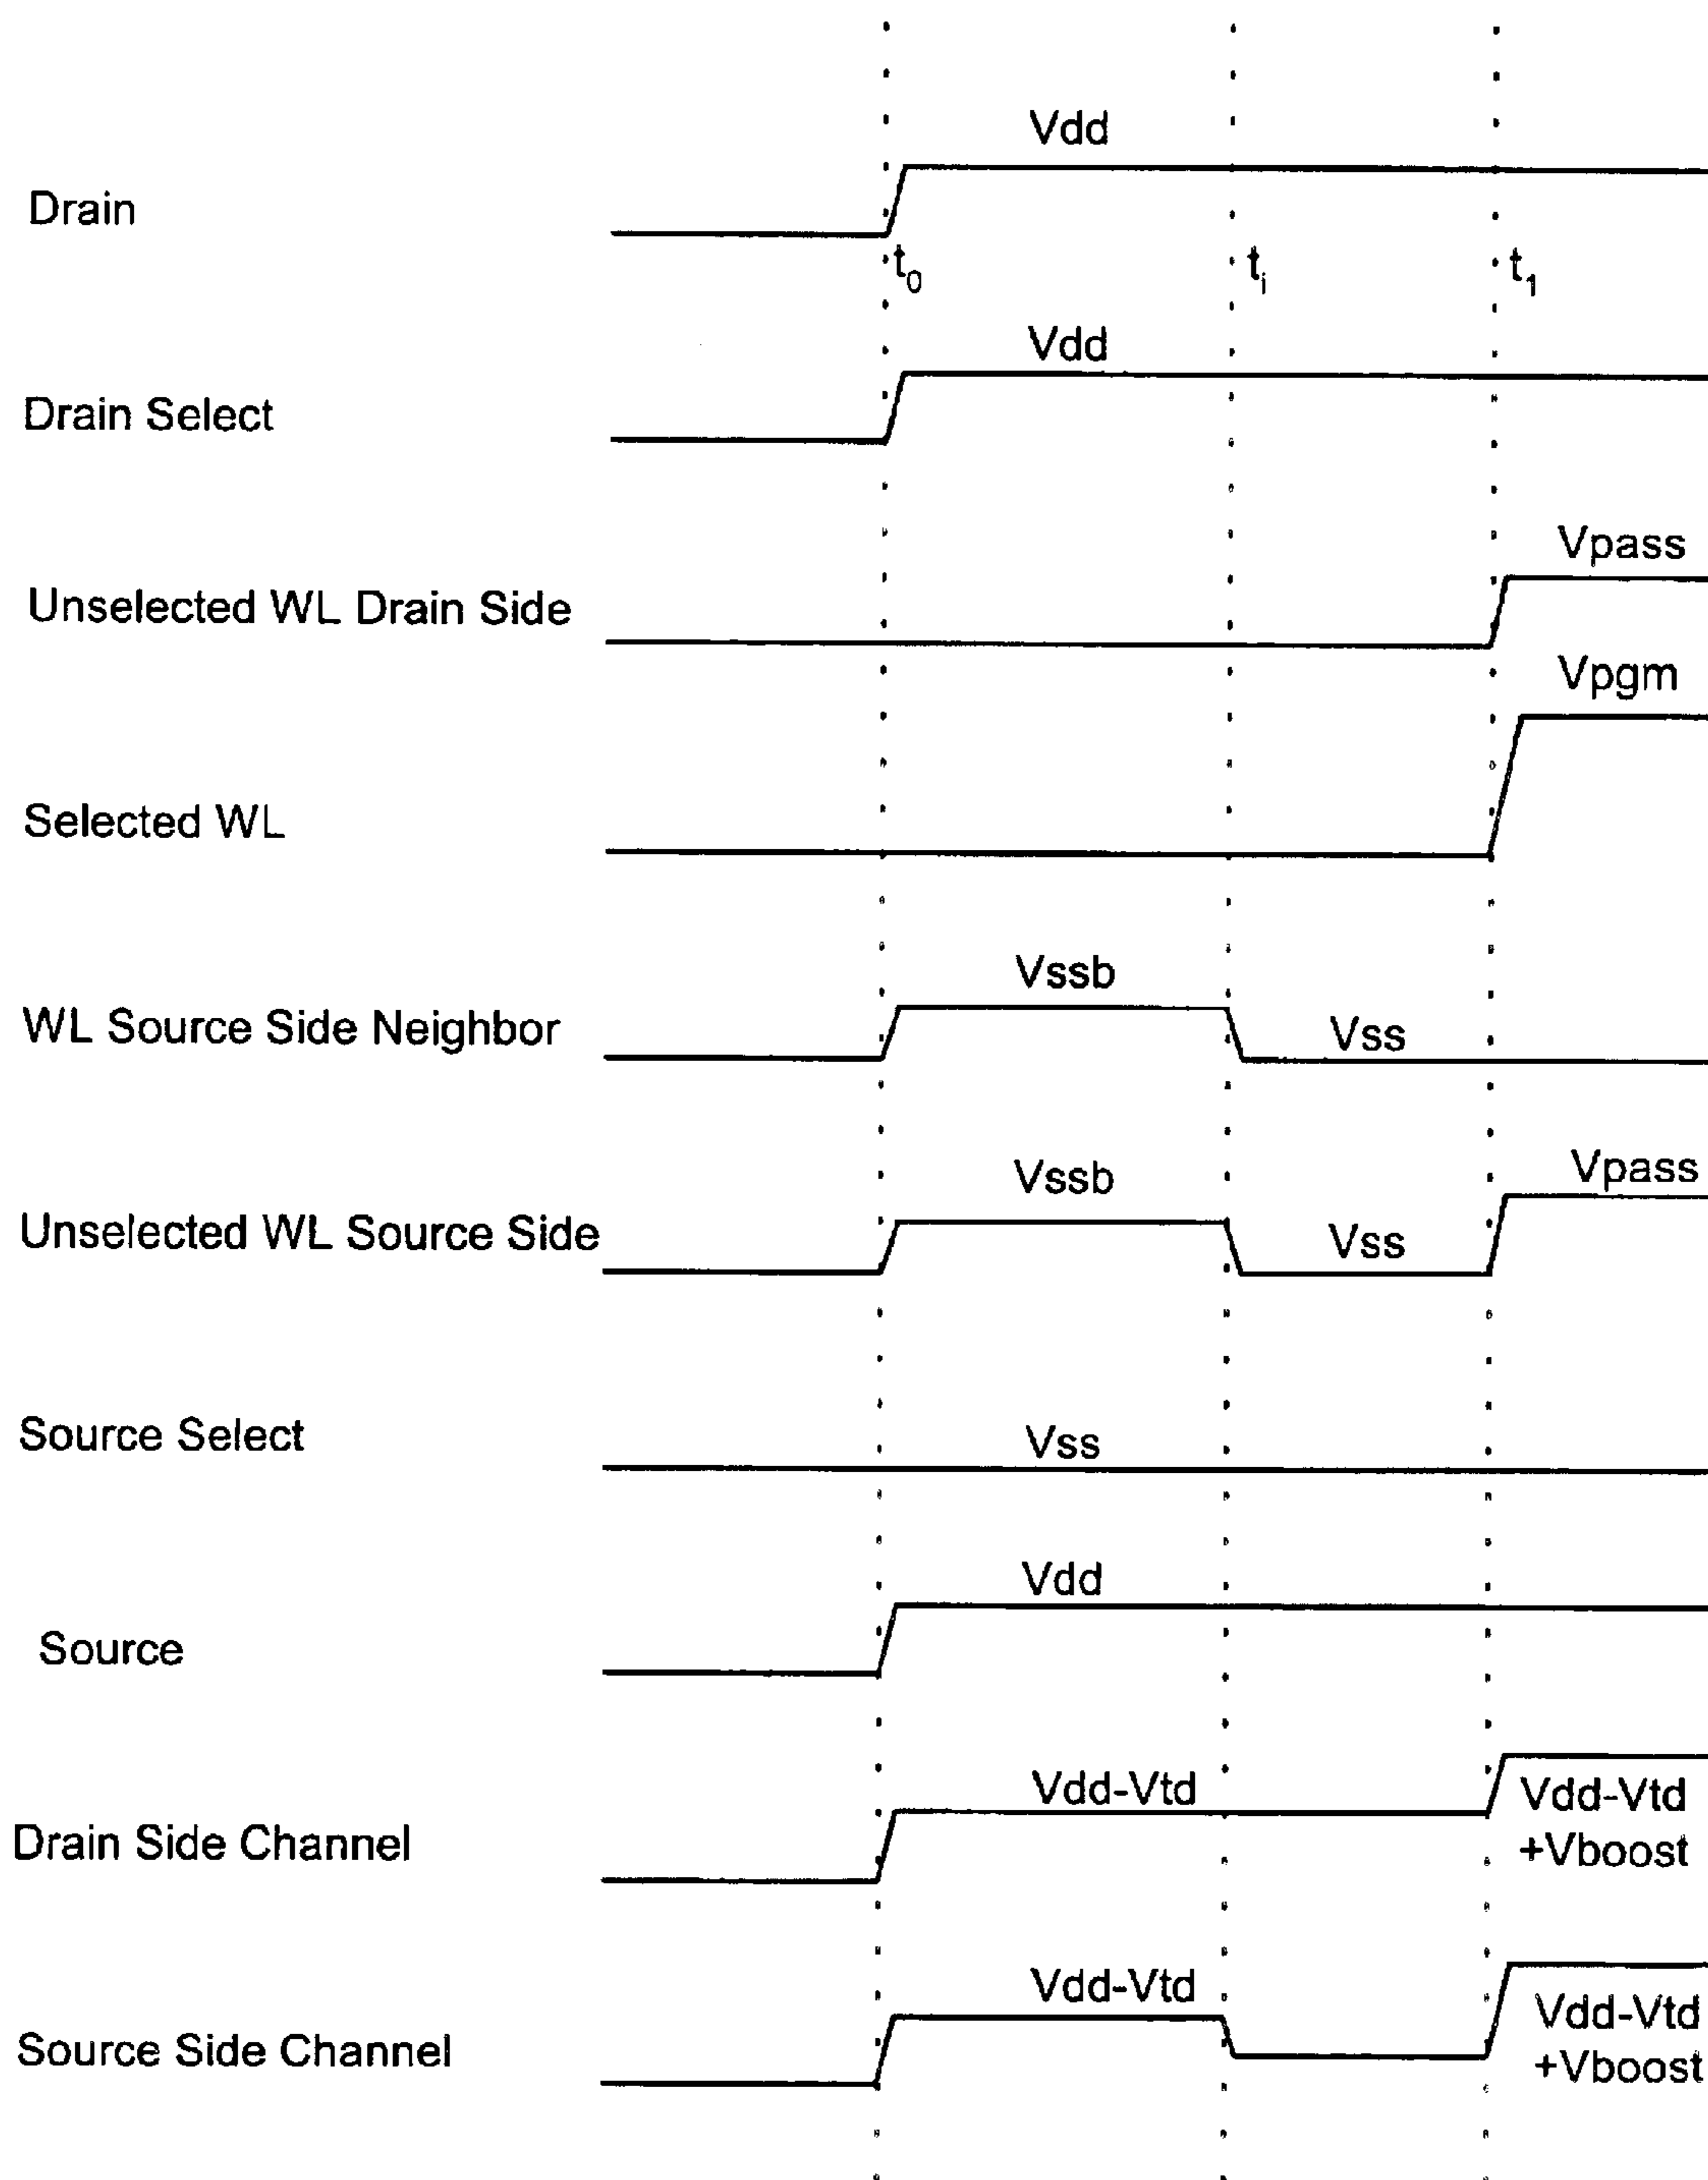 Vdd
Drain
t0 ti t1
Vdd
Drain Select
Vpass
Unselected WL Drain Side
Vpgm
Selected WL
Vssb
WL Source Side Neighbor Vss
Vssb Vpass
Unselected WL Source Side Vss
Source Select Vss
Vdd
Source
Vdd-Vtd Vdd-Vtd
Drain Side Channel +Vboost
Vdd-Vtd Vdd-Vtd
Source Side Channel +Vboost